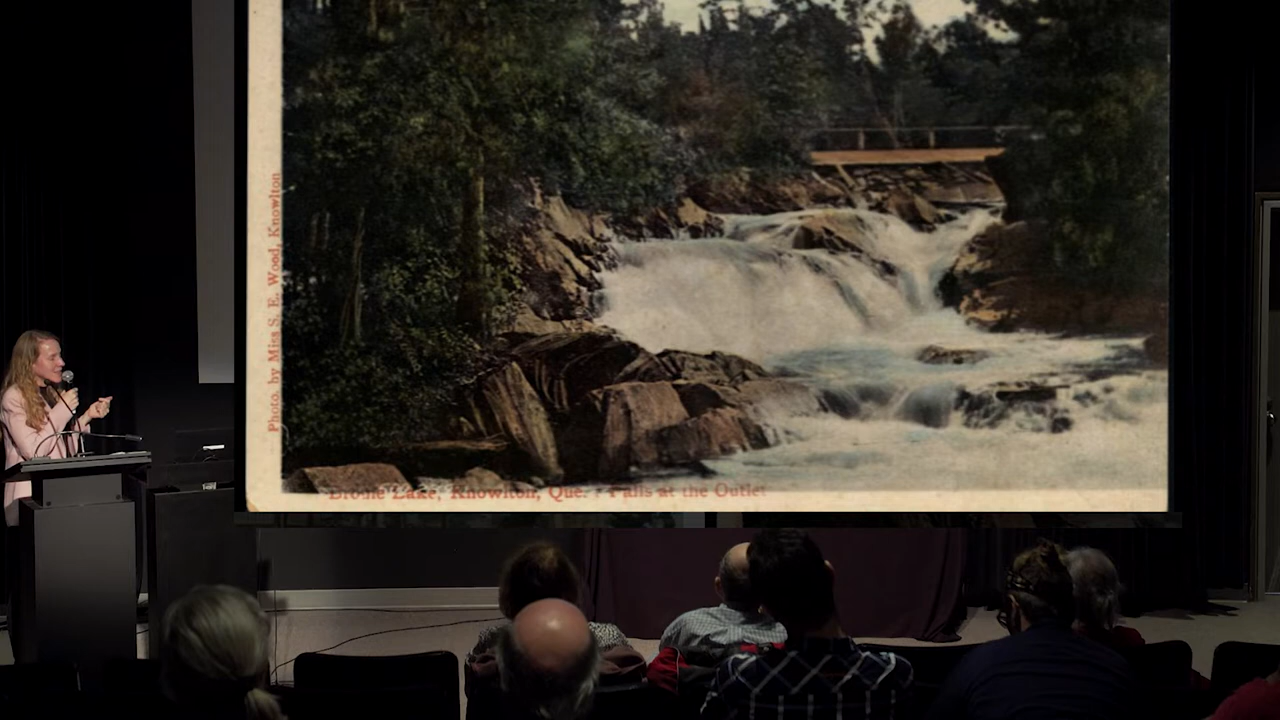 Photo. by Miss S. E. Wood, Knowlton
Brome Lake, Knowlton, Que. : Falls at the Outlet